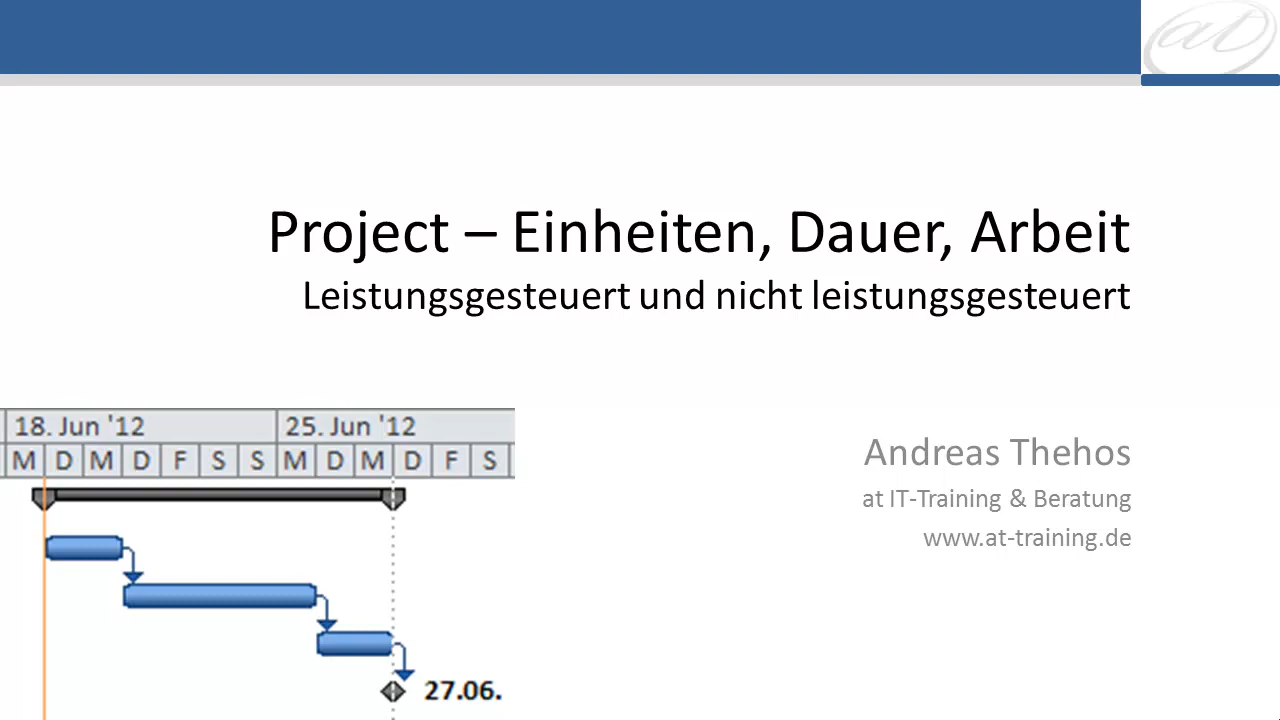 at
Project – Einheiten, Dauer, Arbeit
Leistungsgesteuert und nicht leistungsgesteuert
Andreas Thehos
at IT-Training & Beratung
www.at-training.de
18. Jun '12 25. Jun '12
M D M D F S S M D M D F S
27.06.